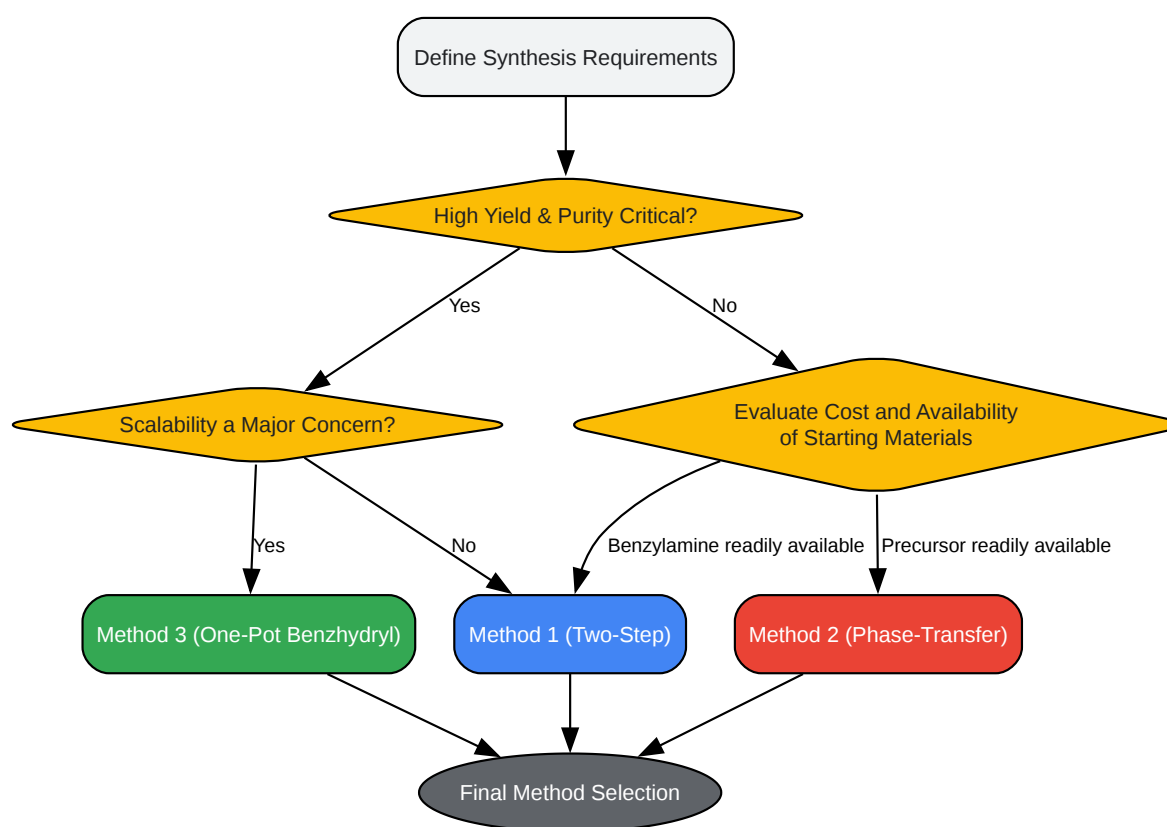 Define Synthesis Requirements
High Yield & Purity Critical?
Yes
No
Scalability a Major Concern?
Evaluate Cost and Availability
of Starting Materials
Yes
No
Benzylamine readily available
Precursor readily available
Method 3 (One-Pot Benzhydryl)
Method 1 (Two-Step)
Method 2 (Phase-Transfer)
Final Method Selection